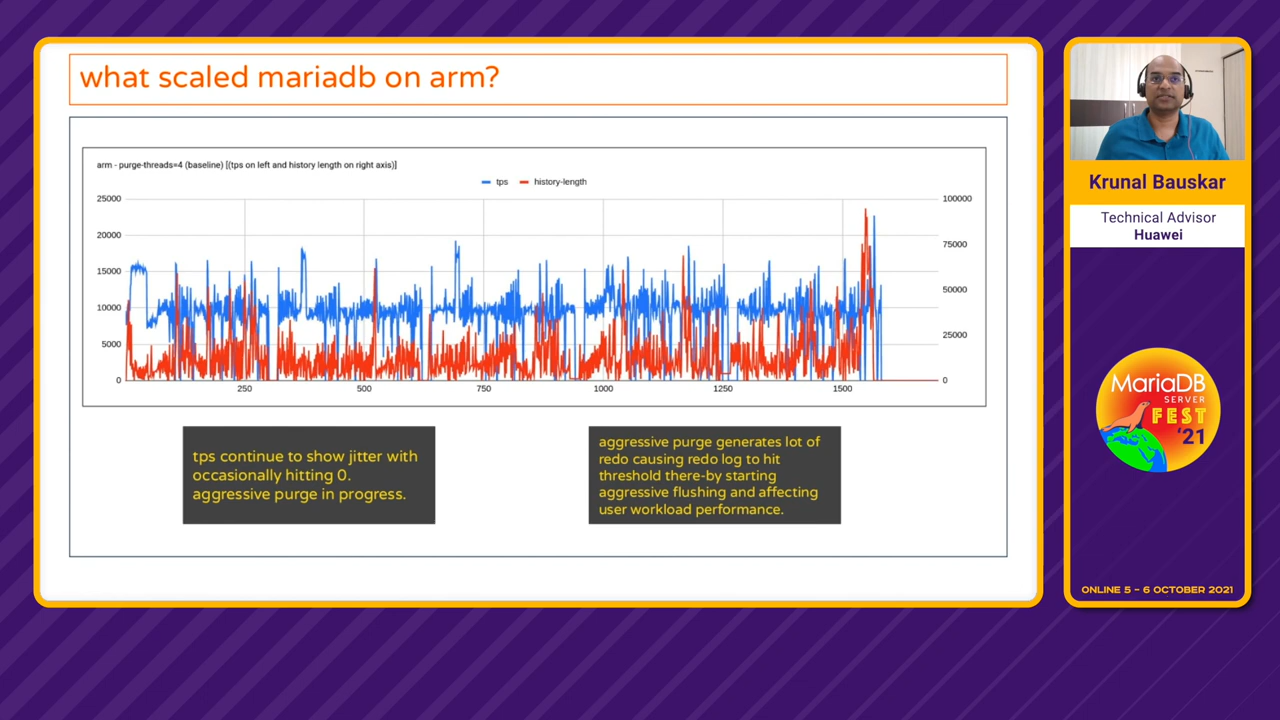 what scaled mariadb on arm?
arm - purge-threads=4 (baseline) [(tps on left and history length on right axis)]
tps history-length
25000
20000
15000
10000
5000
0
100000
75000
50000
25000
0
250 500 750 1000 1250 1500
tps continue to show jitter with
occasionally hitting 0.
aggressive purge in progress.
aggressive purge generates lot of
redo causing redo log to hit
threshold there-by starting
aggressive flushing and affecting
user workload performance.
Krunal Bauskar
Technical Advisor
Huawei
MariaDB
SERVER
FEST
'21
ONLINE 5 – 6 OCTOBER 2021